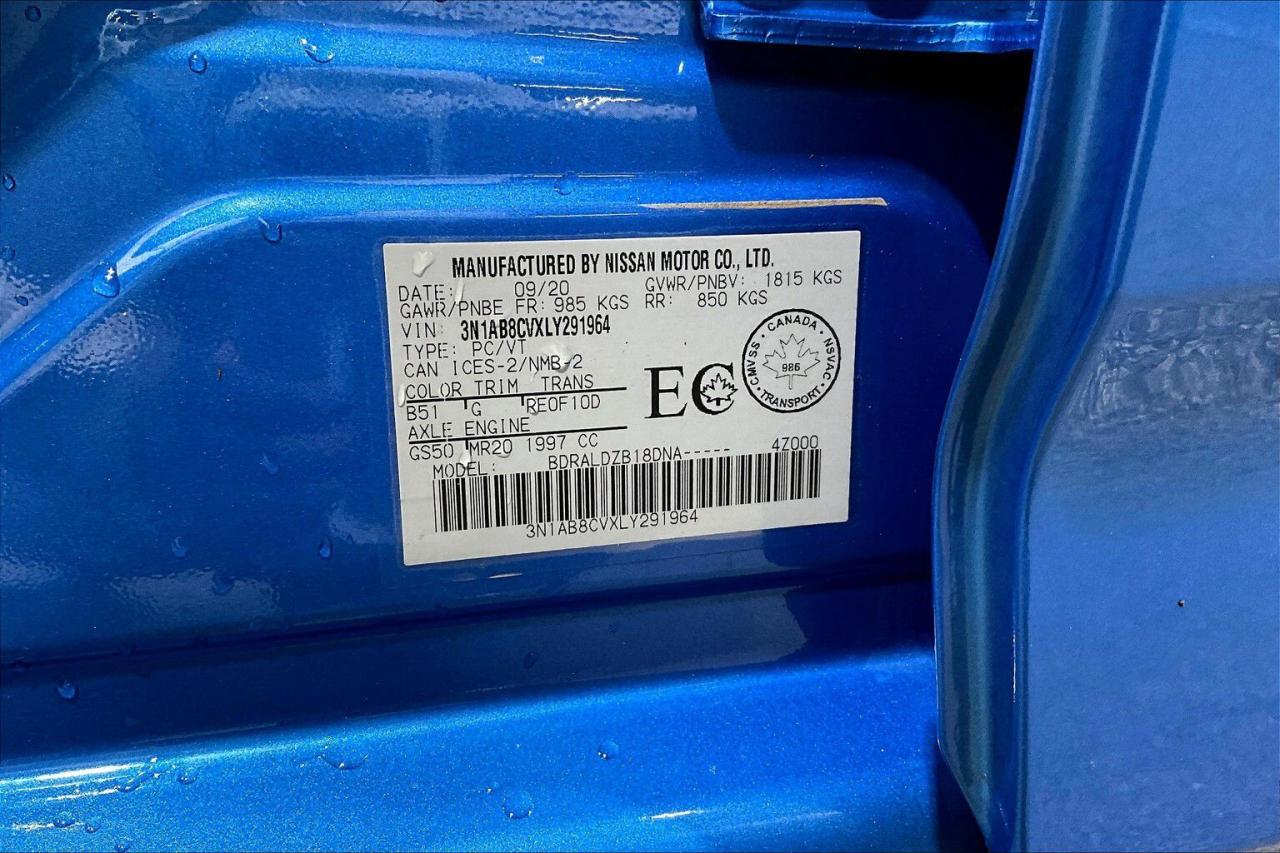 MANUFACTURED BY NISSAN MOTOR CO., LTD.
DATE: 09/20 GVWR/PNBV: 1815 KGS
GAWR/PNBE FR: 985 KGS RR: 850 KGS
VIN: 3N1AB8CVXLY291964
TYPE: PC/VT
CAN ICES-2/NMB-2
COLOR TRIM TRANS
B51 G RE0F10D
AXLE ENGINE
GS50 MR20 1997 CC
EC
CANADA
CMVSS 986 NSVAC
TRANSPORT
MODEL: BDRALDZB18DNA----- 4Z000
3N1AB8CVXLY291964